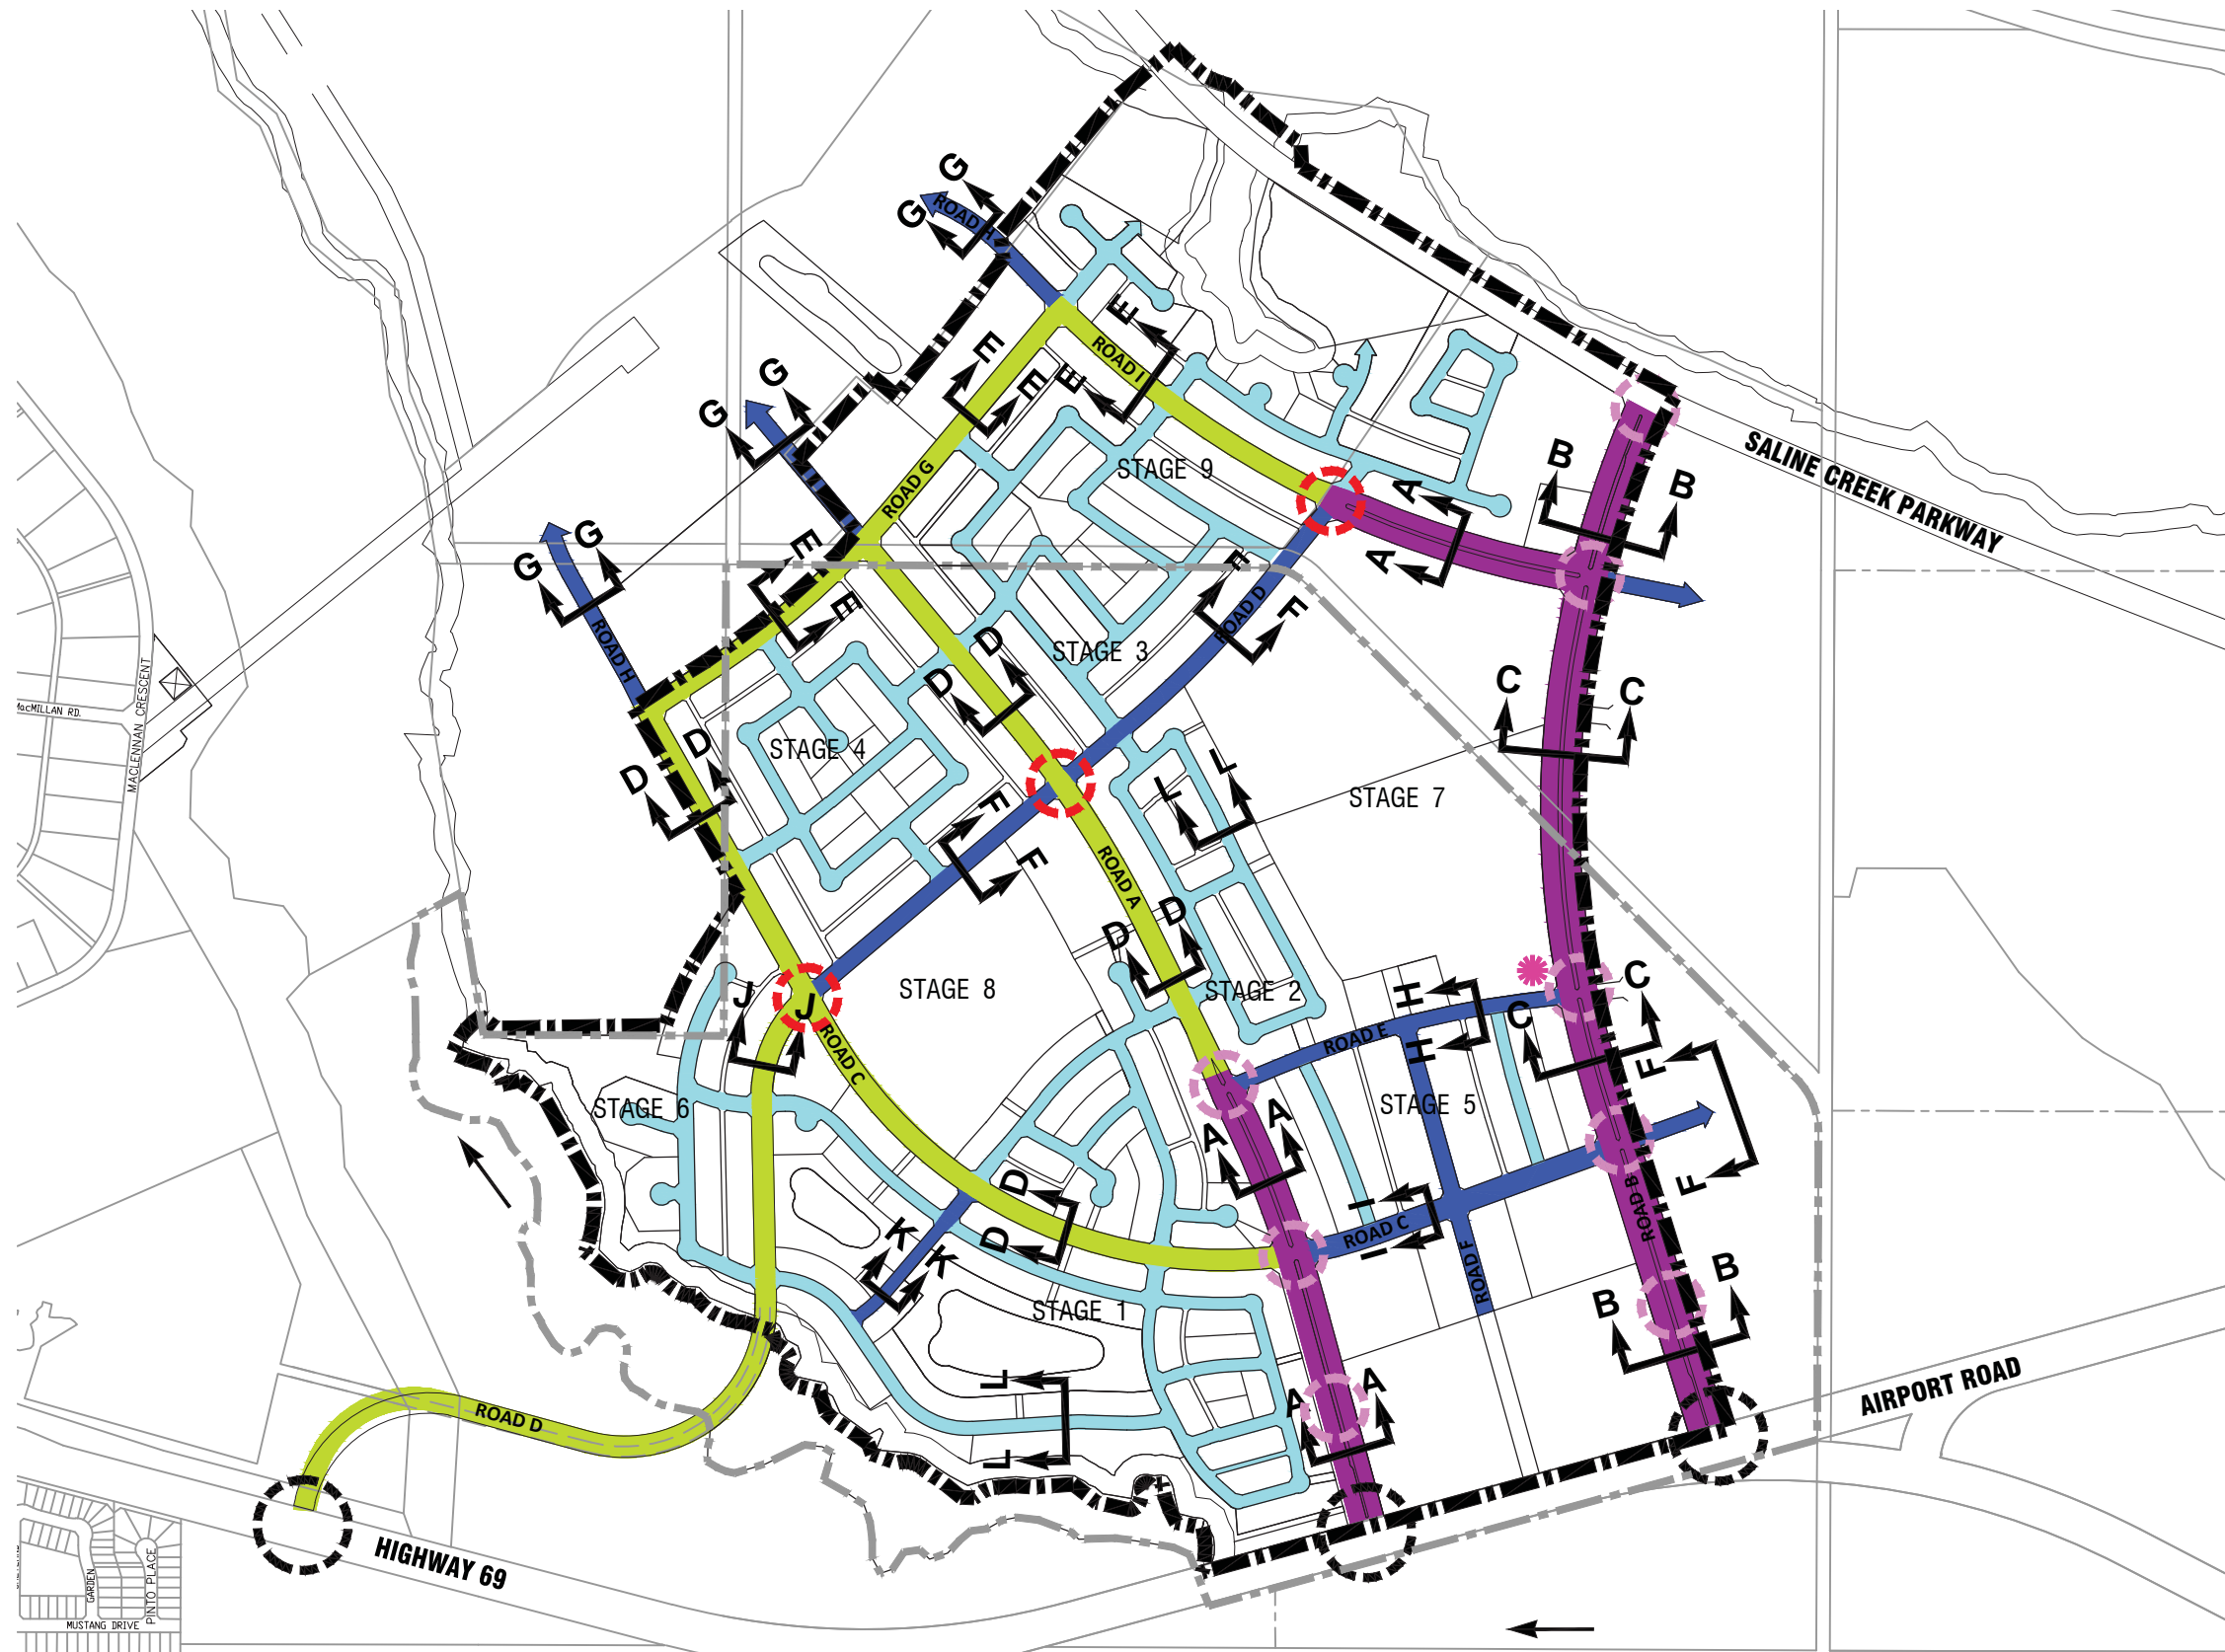 G
G
ROAD H
E
E
ROAD I
E
E
G
G
ROAD G
STAGE 9
A
A
B
B
SALINE CREEK PARKWAY
G
G
ROAD H
E
E
F
F
ROAD D
STAGE 3
D
D
C
C
MacMILLAN RD.
MACLENNAN CRESCENT
D
D
STAGE 4
L
L
STAGE 7
F
F
ROAD A
D
D
STAGE 2
STAGE 8
J
J
ROAD C
H
H
ROAD E
C
C
F
F
STAGE 6
STAGE 5
A
A
D
D
I
I
ROAD C
ROAD F
ROAD B
K
K
STAGE 1
B
B
L
L
A
A
AIRPORT ROAD
ROAD D
HIGHWAY 69
GARDEN
PINTO PLACE
MUSTANG DRIVE